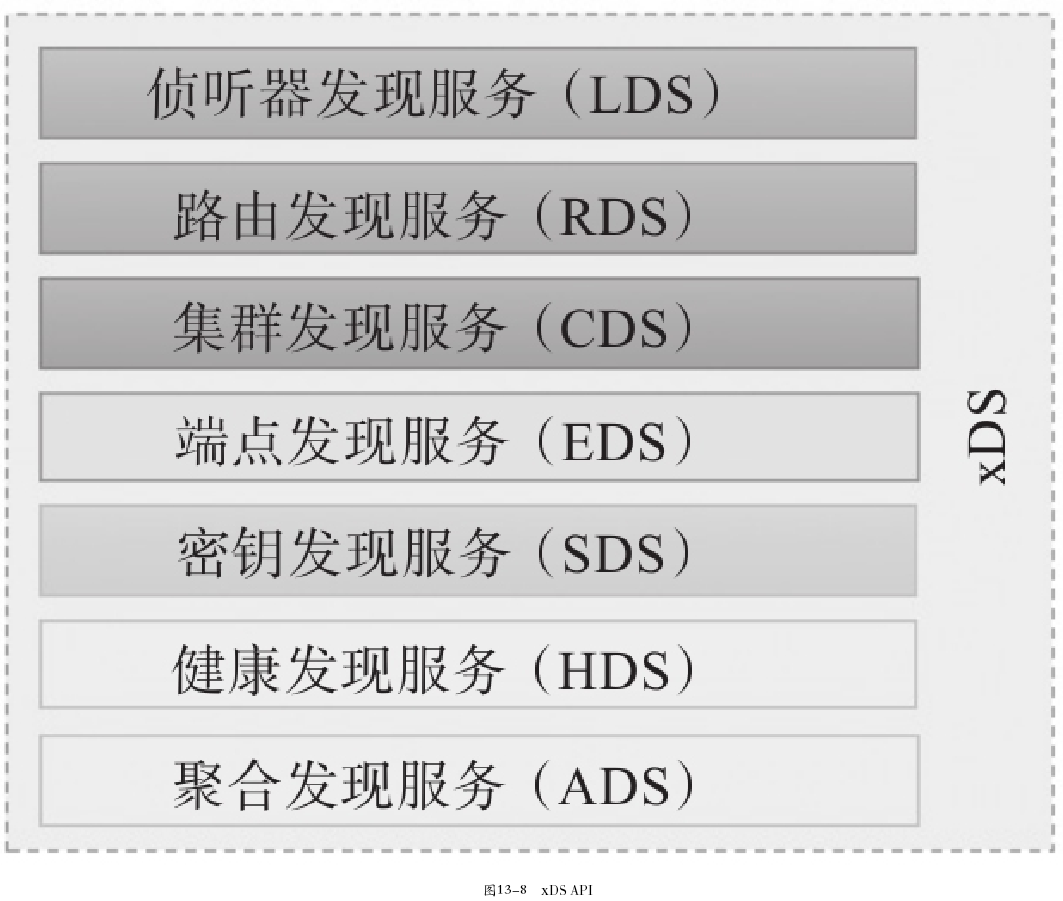 侦听器发现服务（LDS）
路由发现服务（RDS）
集群发现服务（CDS）
端点发现服务（EDS）
密钥发现服务（SDS）
健康发现服务（HDS）
聚合发现服务（ADS）
xDS
图13-8 xDS API